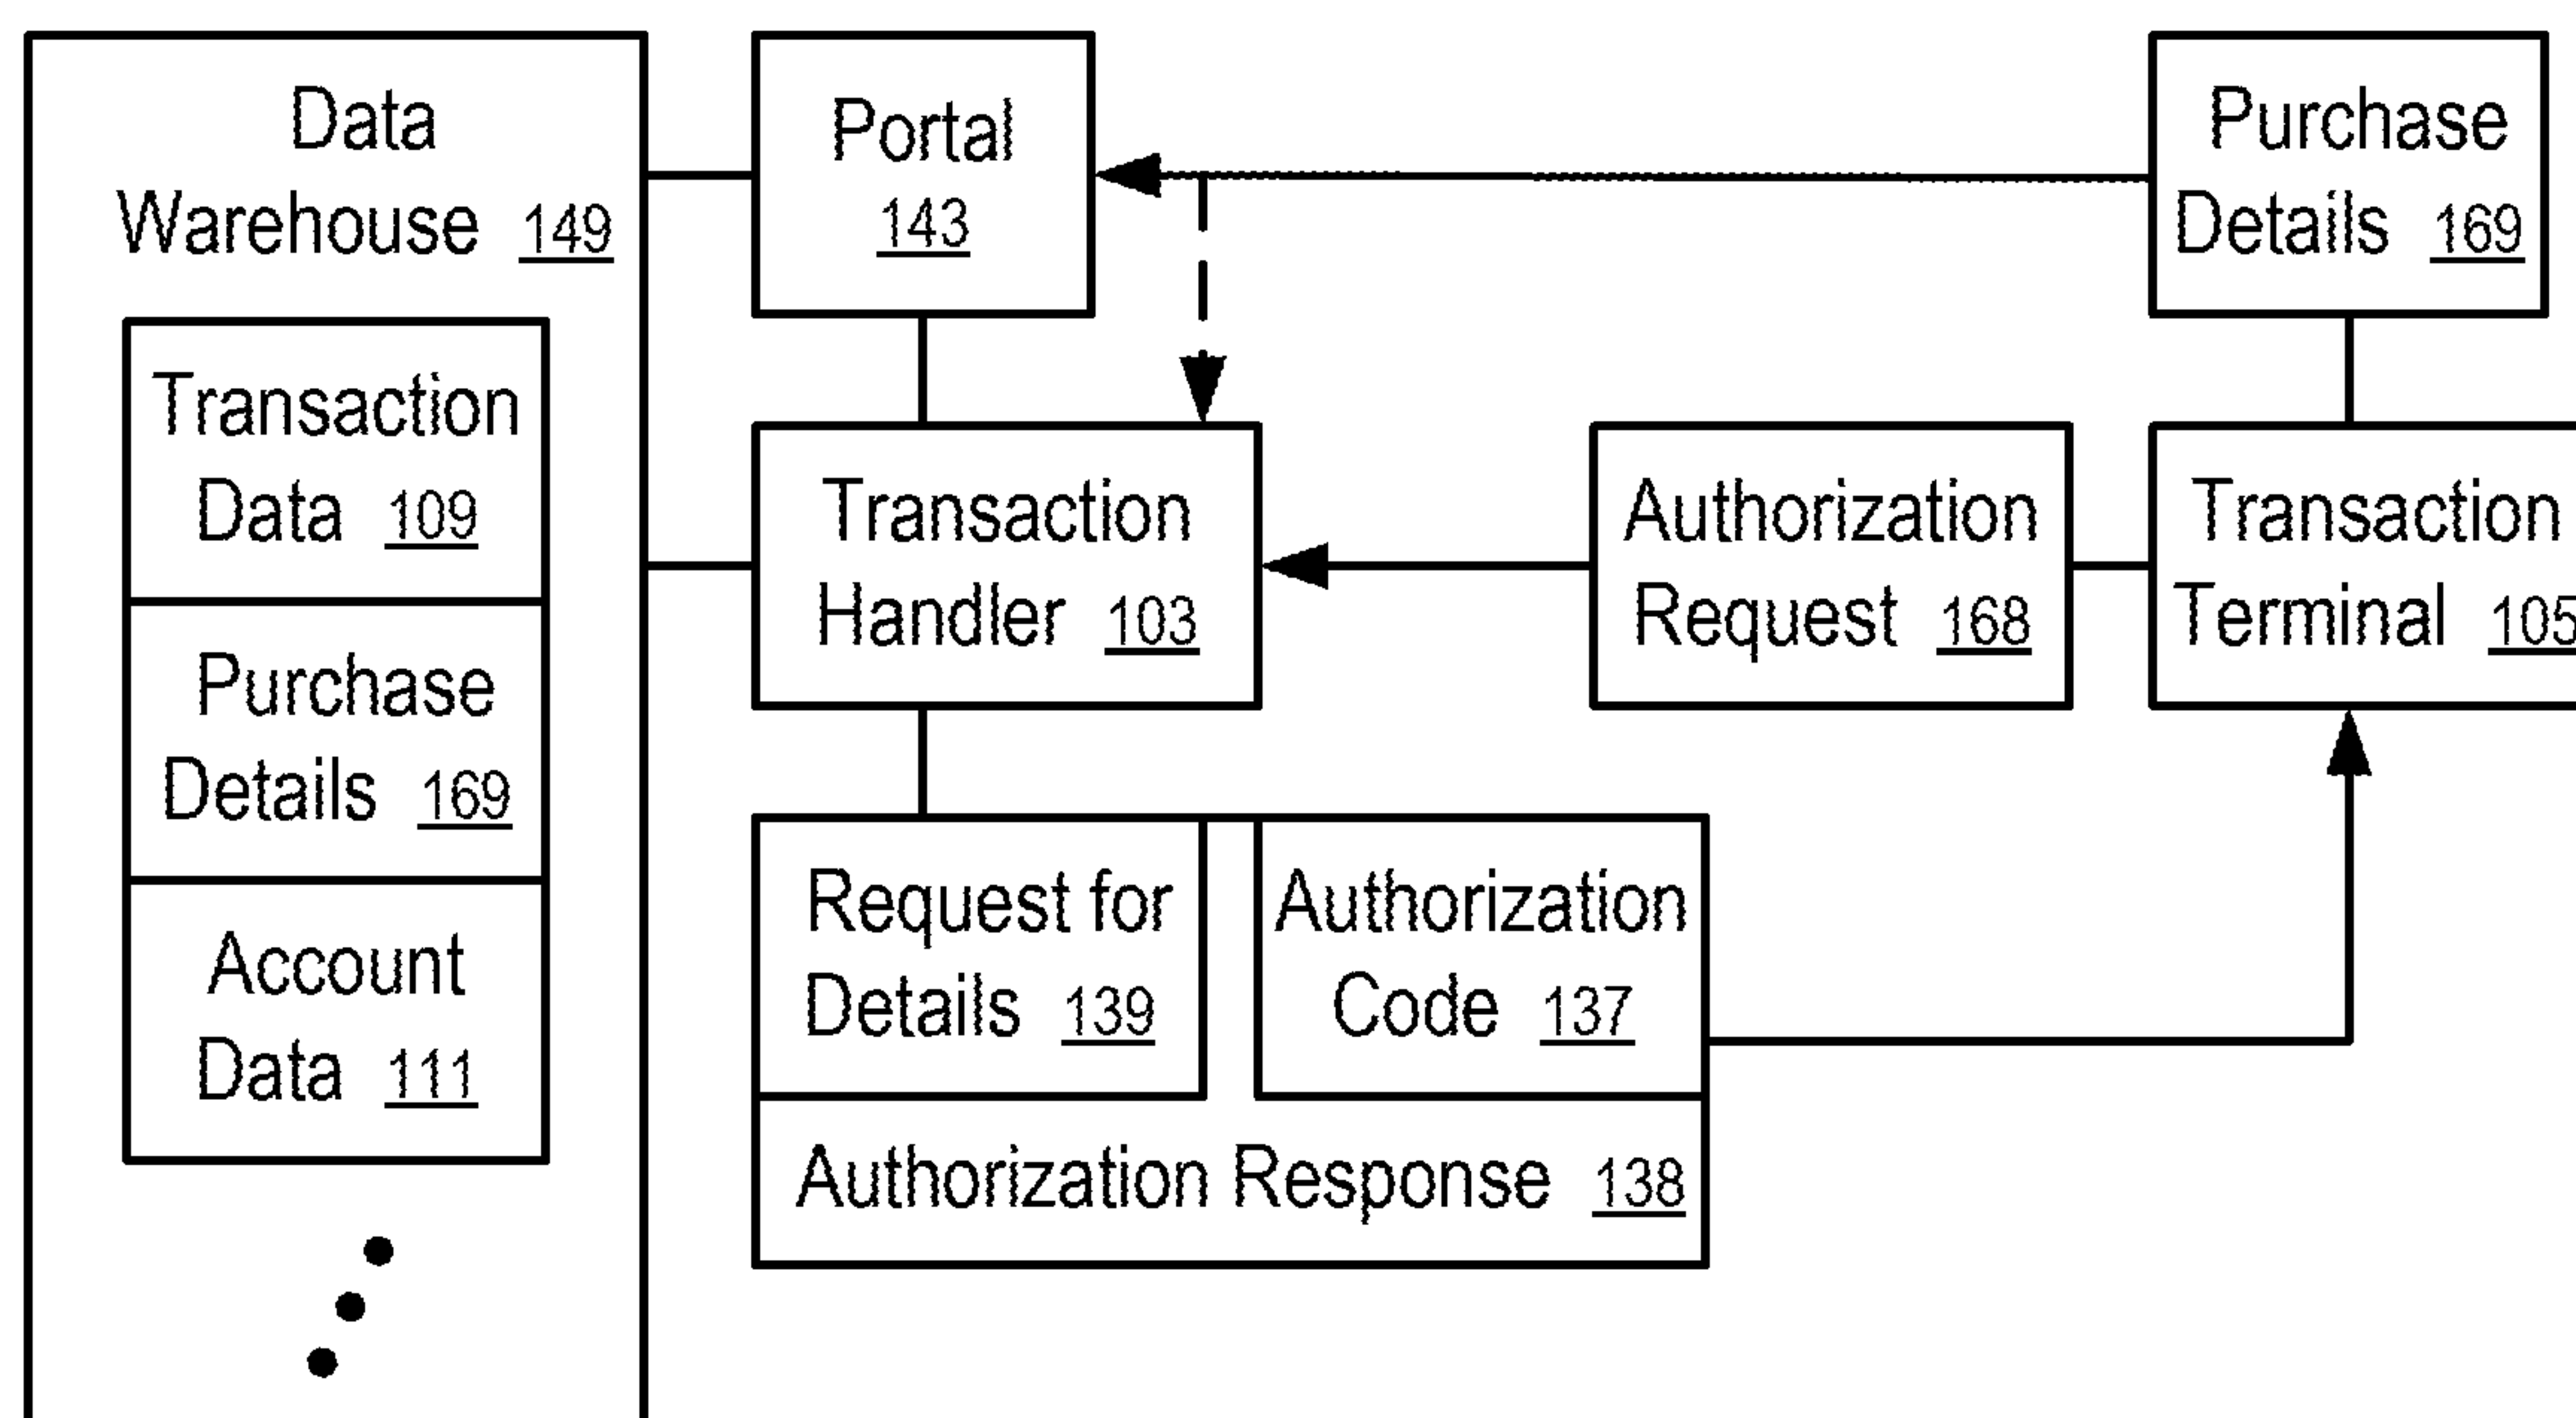 Data
Warehouse 149
Transaction
Data 109
Purchase
Details 169
Account
Data 111
Portal
143
Purchase
Details 169
Transaction
Handler 103
Authorization
Request 168
Transaction
Terminal 105
Request for
Details 139
Authorization
Code 137
Authorization Response 138